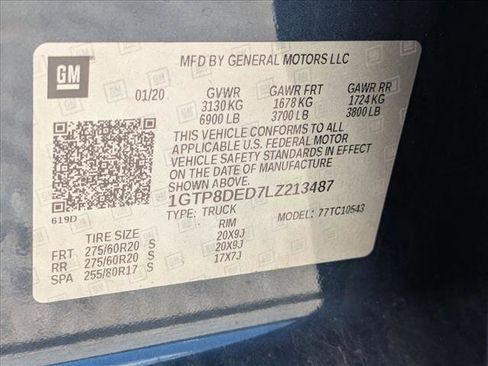 MFD BY GENERAL MOTORS LLC
GM
01/20 GVWR GAWR FRT GAWR RR
3130 KG 1678 KG 1724 KG
6900 LB 3700 LB 3800 LB
THIS VEHICLE CONFORMS TO ALL
APPLICABLE U.S. FEDERAL MOTOR
VEHICLE SAFETY STANDARDS IN EFFECT
ON THE DATE OF MANUFACTURE SHOWN ABOVE.
1GTP8DED7LZ213487
619D
TYPE: TRUCK MODEL: 77TC10543
TIRE SIZE RIM
FRT 275/60R20 S 20X9J
RR 275/60R20 S 20X9J
SPA 255/80R17 S 17X7J